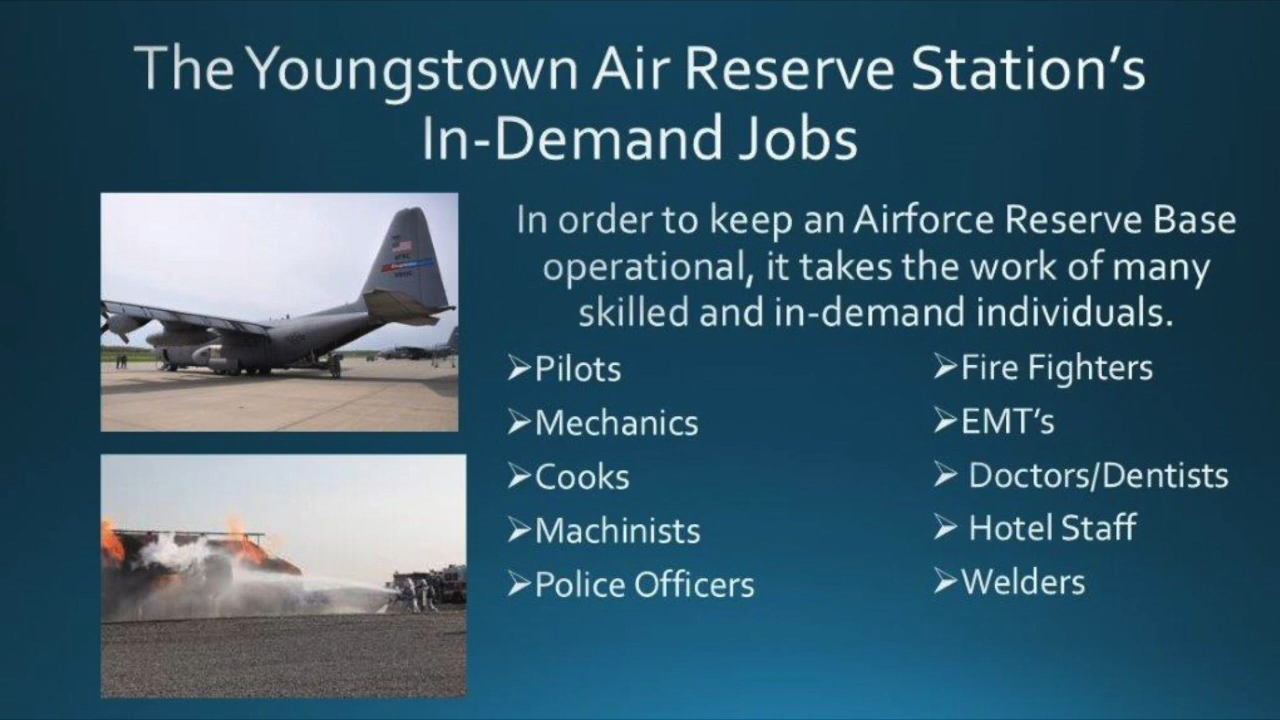 The Youngstown Air Reserve Station’s
In-Demand Jobs
In order to keep an Airforce Reserve Base
operational, it takes the work of many
skilled and in-demand individuals.
➢Pilots
➢Mechanics
➢Cooks
➢Machinists
➢Police Officers
➢Fire Fighters
➢EMT’s
➢ Doctors/Dentists
➢ Hotel Staff
➢Welders